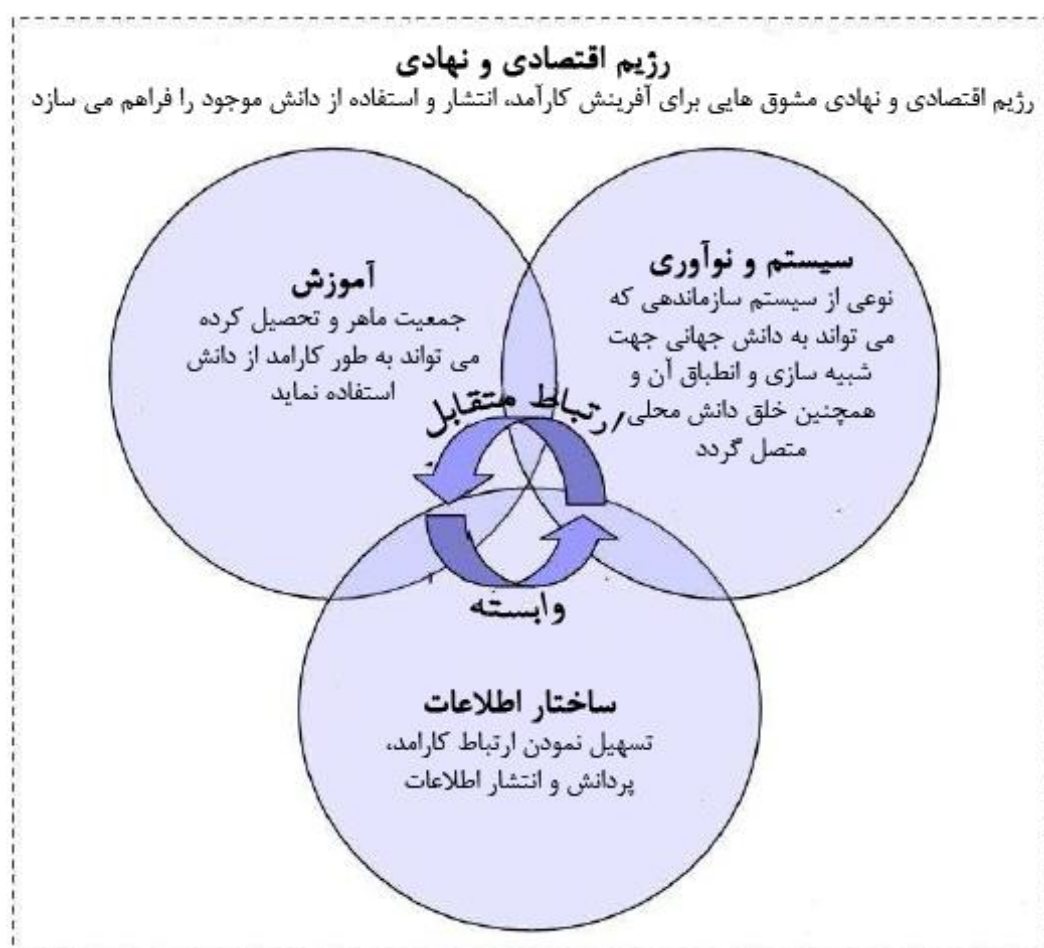 رژیم اقتصادی و نهادی
رژیم اقتصادی و نهادی مشوق هایی برای آفرینش کارآمد، انتشار و استفاده از دانش موجود را فراهم می سازد
سیستم و نوآوری
نوعی از سیستم سازماندهی که
می تواند به دانش جهانی جهت
شبیه سازی و انطباق آن و
همچنین خلق دانش محلی
متصل گردد
آموزش
جمعیت ماهر و تحصیل کرده
می تواند به طور کارامد از دانش
استفاده نماید
ارتباط متقابل
وابسته
ساختار اطلاعات
تسهیل نمودن ارتباط کارامد،
پردانش و انتشار اطلاعات